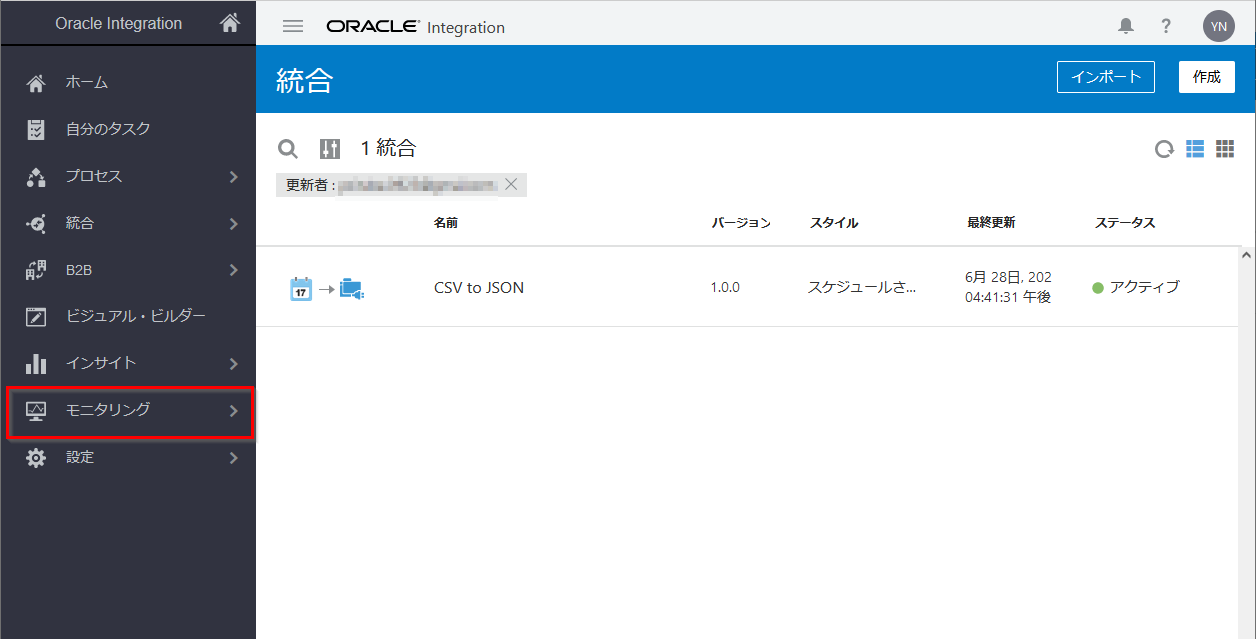 Oracle Integration
ホーム
自分のタスク
プロセス
統合
B2B
ビジュアル・ビルダー
インサイト
モニタリング
設定
ORACLE® Integration
?
YN
統合
インポート
作成
1 統合
更新者 :
名前 バージョン スタイル 最終更新 ステータス
17
CSV to JSON 1.0.0 スケジュールさ... 6月 28日, 202 アクティブ
04:41:31 午後